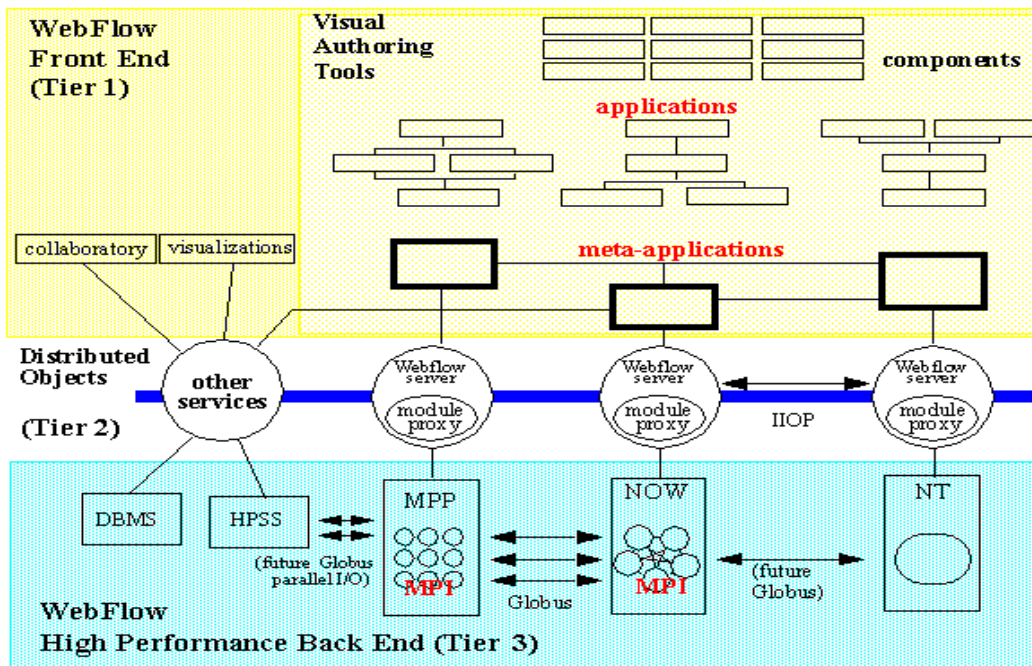 WebFlow
Front End
(Tier 1)
Visual
Authoring
Tools
components
applications
collaboratory
visualizations
meta-applications
Distributed
Objects
(Tier 2)
other
services
Webflow
server
module
proxy
Webflow
server
module
proxy
IIOP
Webflow
server
module
proxy
DBMS
HPSS
(future Globus
parallel I/O)
MPP
MPI
Globus
NOW
MPI
(future
Globus)
NT
WebFlow
High Performance Back End (Tier 3)